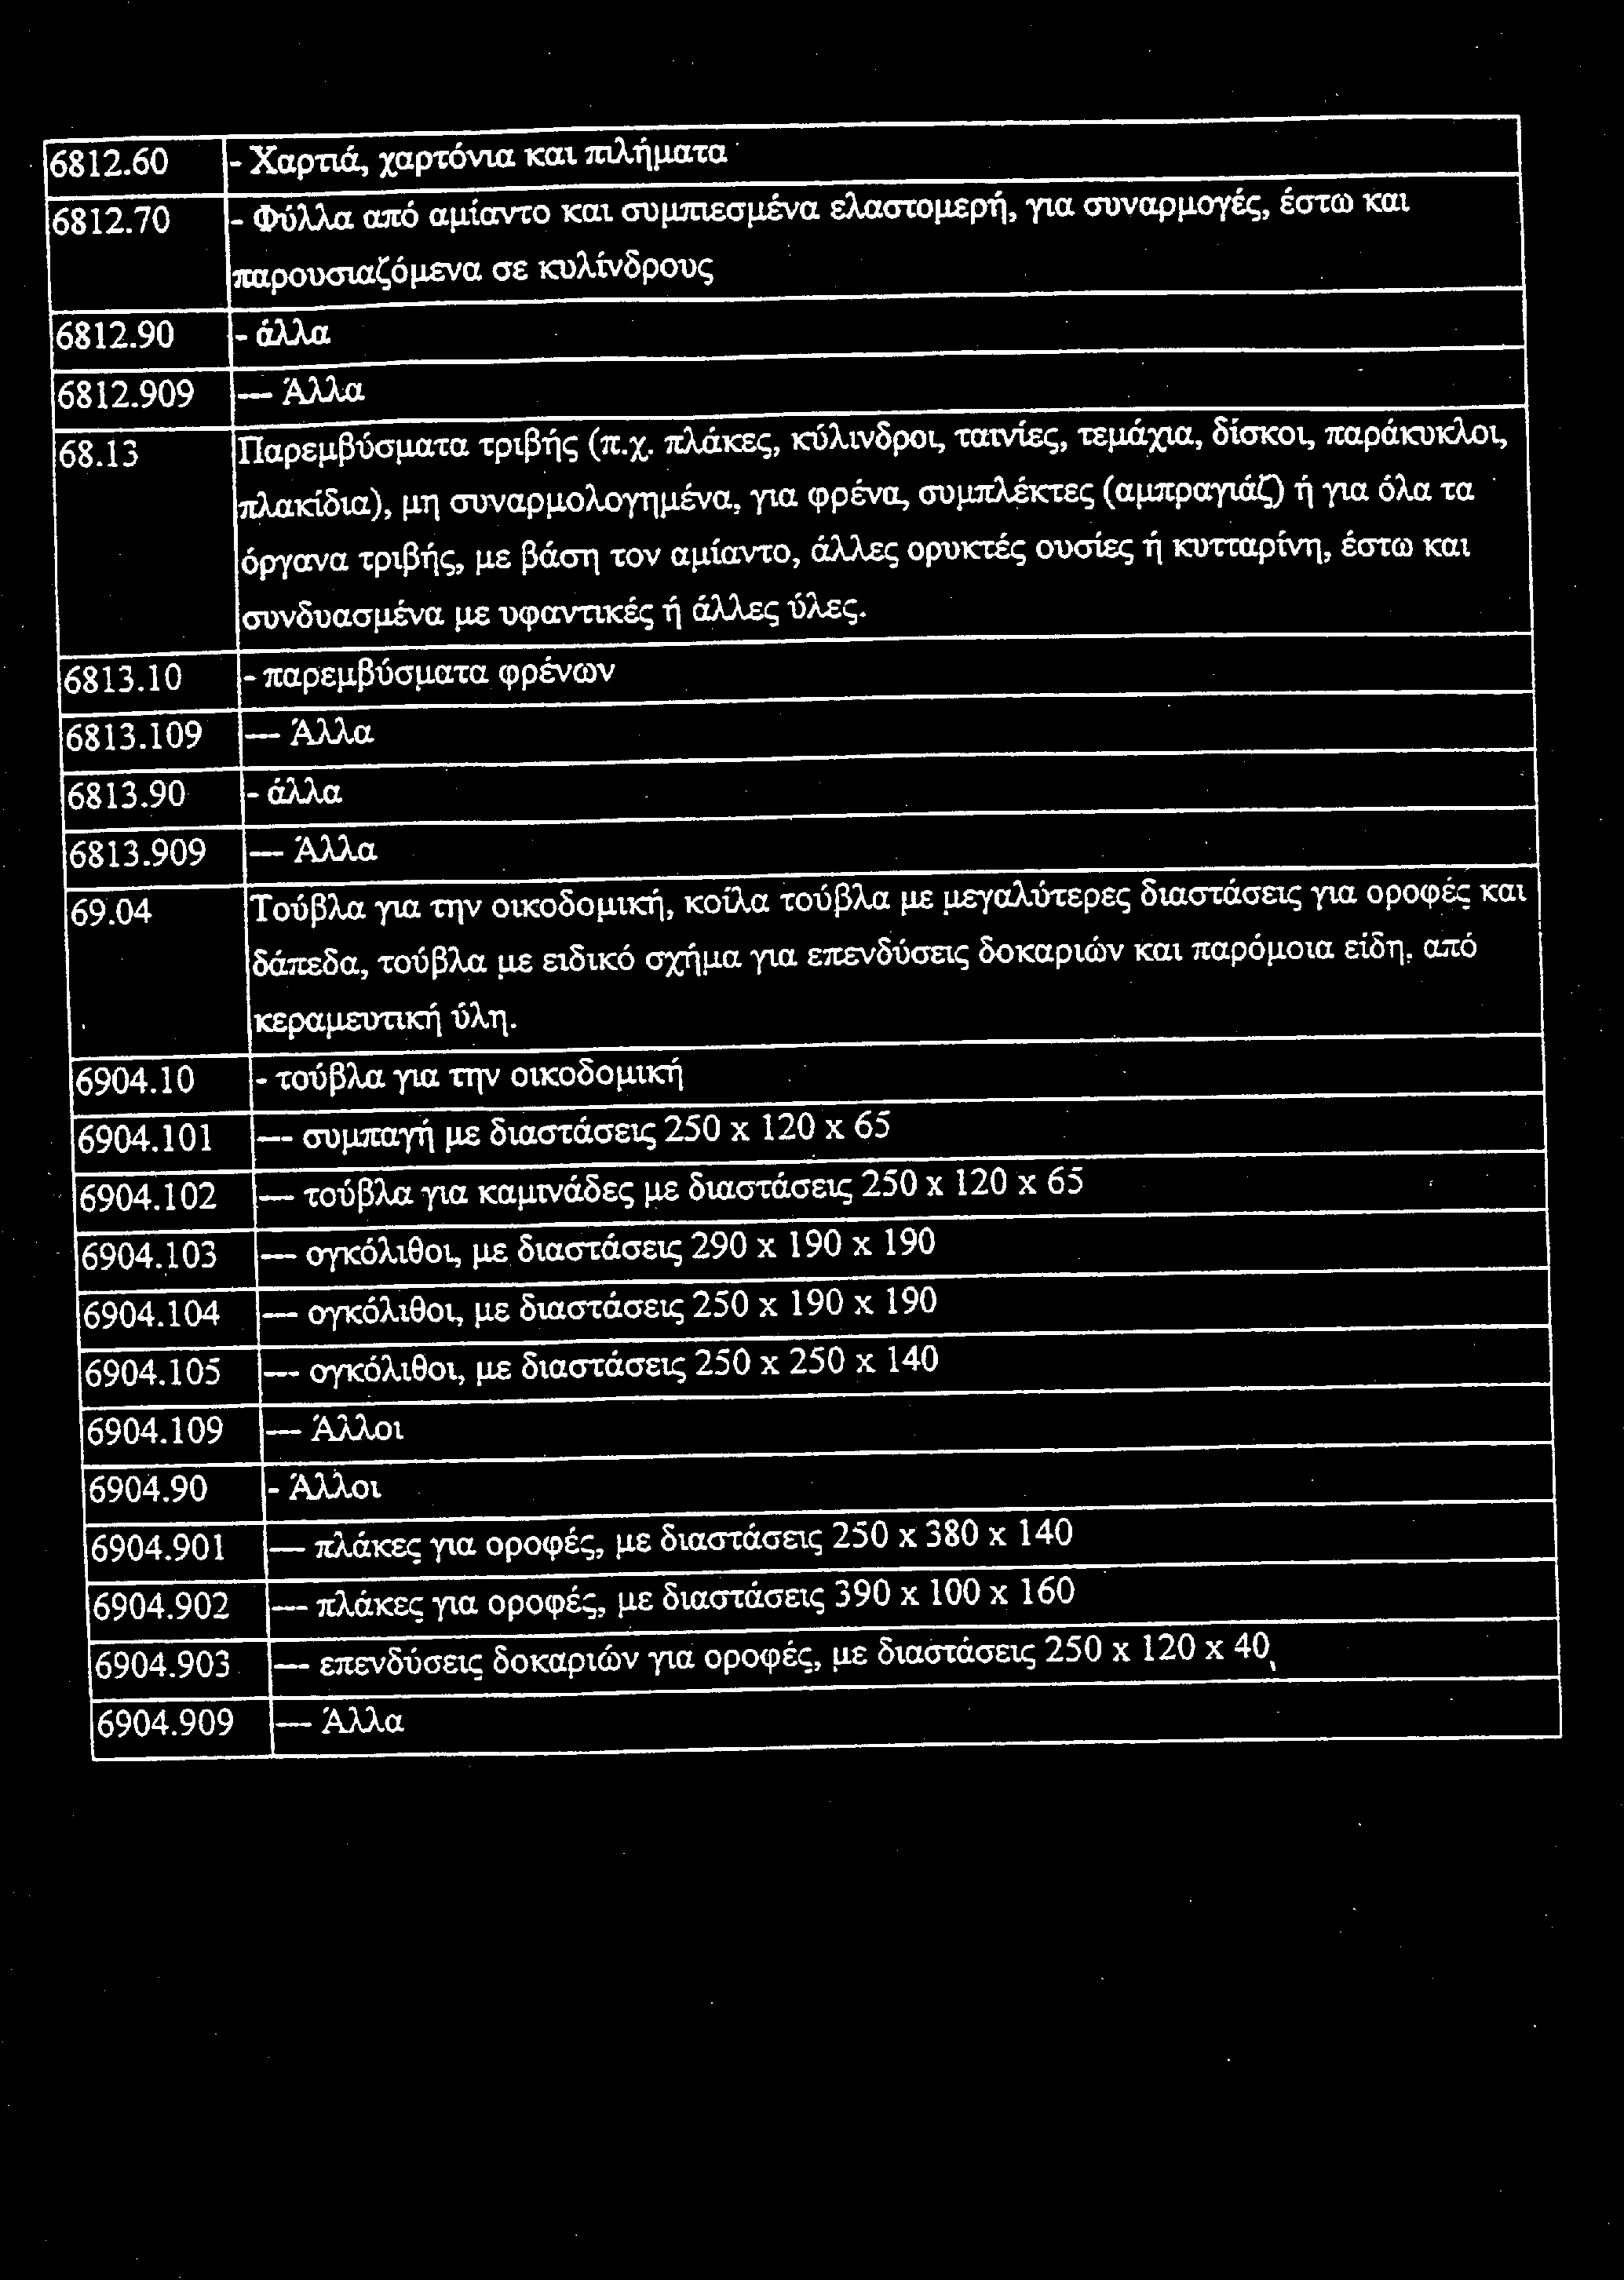 6812.60 - Χαρτιά, χαρτόνια και πιλήματα
6812.70 - Φύλλα από αμίαντο και συμπιεσμένα ελαστομερή, για συναρμογές, έστω και
παρουσιαζόμενα σε κυλίνδρους
6812.90 - άλλα
6812.909 — Άλλα
68.13 Παρεμβύσματα τριβής (π.χ. πλάκες, κύλινδροι, ταινίες, τεμάχια, δίσκοι, παράκυκλοι,
πλακίδια), μη συναρμολογημένα, για φρένα, συμπλέκτες (αμπραγιάζ) ή για όλα τα
όργανα τριβής, με βάση τον αμίαντο, άλλες ορυκτές ουσίες ή κυτταρίνη, έστω και
συνδυασμένα με υφαντικές ή άλλες ύλες.
6813.10 - παρεμβύσματα φρένων
6813.109 — Άλλα
6813.90 - άλλα
6813.909 — Άλλα
69.04 Τούβλα για την οικοδομική, κοίλα τούβλα με μεγαλύτερες διαστάσεις για οροφές και
δάπεδα, τούβλα με ειδικό σχήμα για επενδύσεις δοκαριών και παρόμοια είδη, από
κεραμευτική ύλη.
6904.10 - τούβλα για την οικοδομική
6904.101 — συμπαγή με διαστάσεις 250 x 120 x 65
6904.102 — τούβλα για καμινάδες με διαστάσεις 250 x 120 x 65
6904.103 — ογκόλιθοι, με διαστάσεις 290 x 190 x 190
6904.104 — ογκόλιθοι, με διαστάσεις 250 x 190 x 190
6904.105 — ογκόλιθοι, με διαστάσεις 250 x 250 x 140
6904.109 — Άλλοι
6904.90 - Άλλοι
6904.901 — πλάκες για οροφές, με διαστάσεις 250 x 380 x 140
6904.902 — πλάκες για οροφές, με διαστάσεις 390 x 100 x 160
6904.903 — επενδύσεις δοκαριών για οροφές, με διαστάσεις 250 x 120 x 40
6904.909 — Άλλα